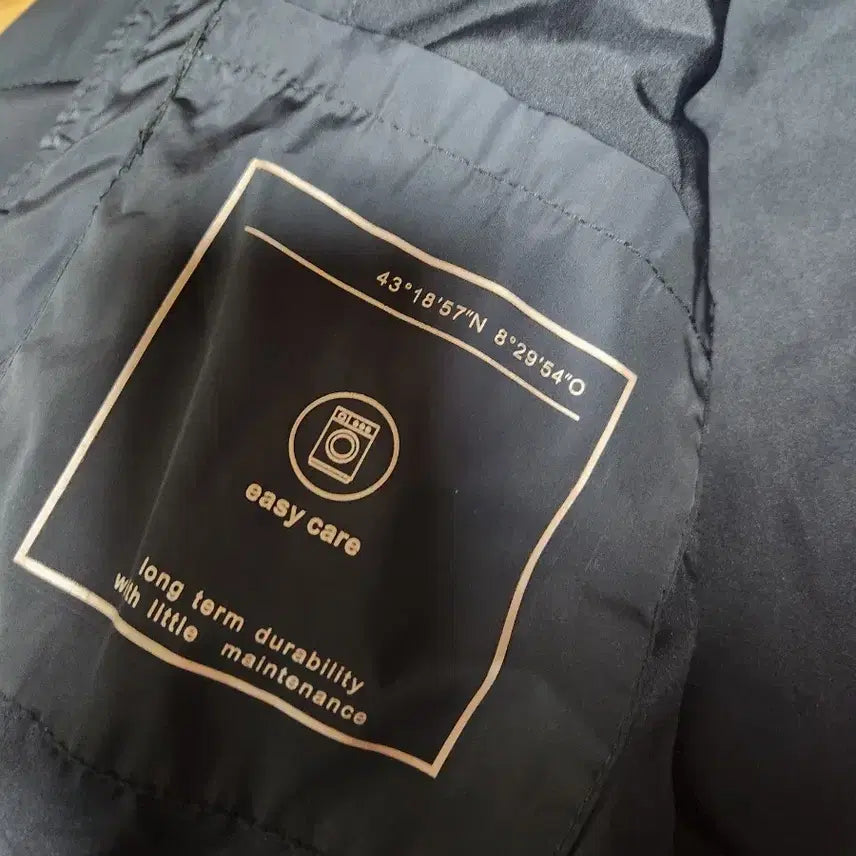 43°18'57"N 8°29'54"O
easy care
long term durability
with little maintenance